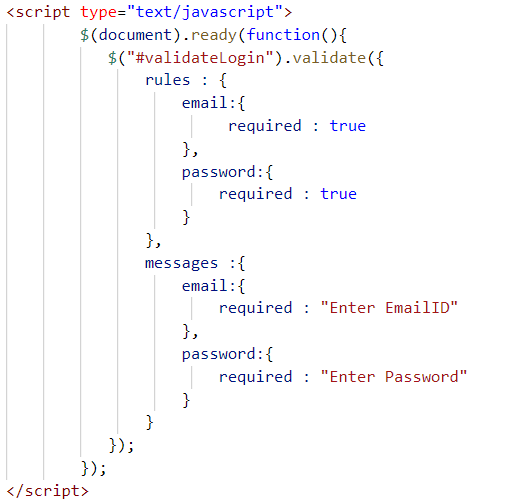 <script type="text/javascript">
$(document).ready(function(){
$("#validateLogin").validate({
rules : {
email:{
required : true
},
password:{
required : true
}
},
messages :{
email:{
required : "Enter EmailID"
},
password:{
required : "Enter Password"
}
}
});
});
</script>